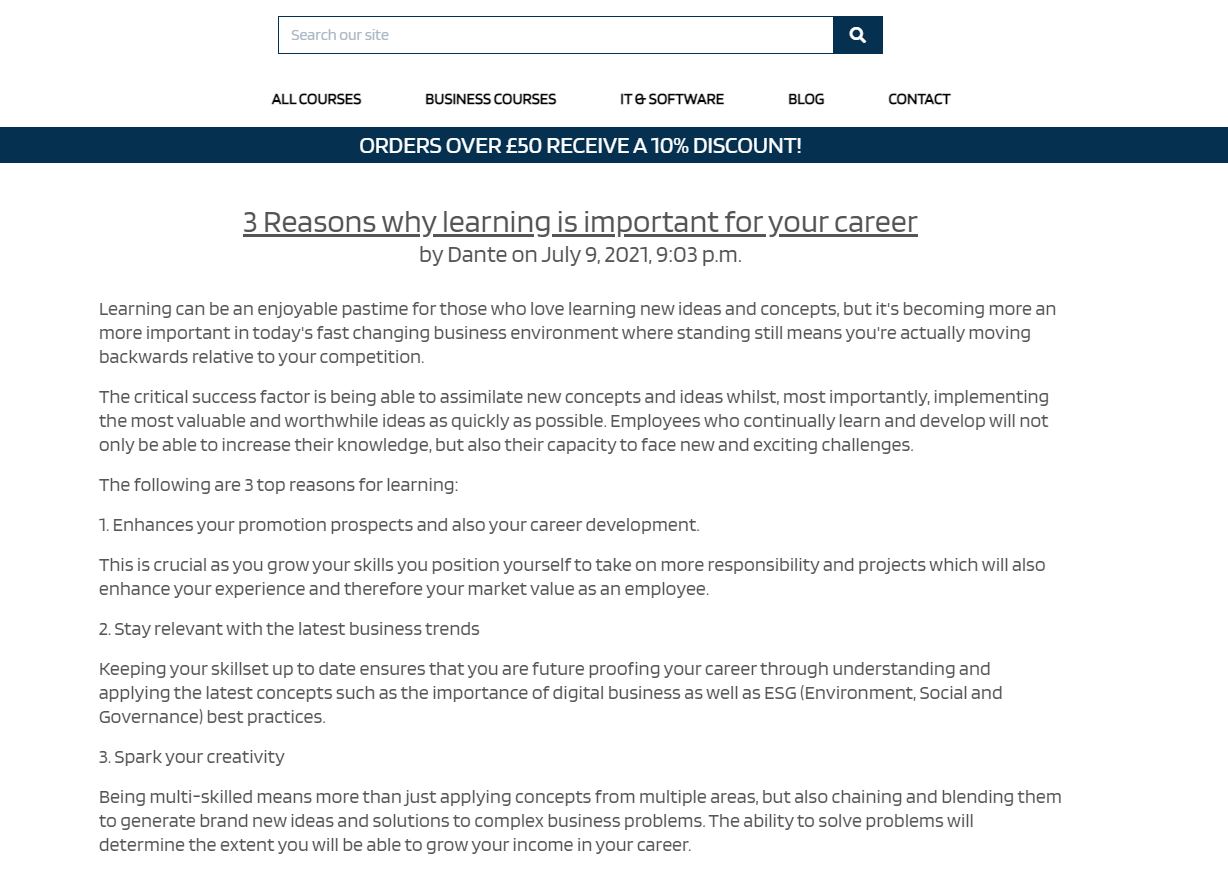 Search our site
ALL COURSES BUSINESS COURSES IT & SOFTWARE BLOG CONTACT
ORDERS OVER £50 RECEIVE A 10% DISCOUNT!
3 Reasons why learning is important for your career
by Dante on July 9, 2021, 9:03 p.m.
Learning can be an enjoyable pastime for those who love learning new ideas and concepts, but it's becoming more an
more important in today's fast changing business environment where standing still means you're actually moving
backwards relative to your competition.
The critical success factor is being able to assimilate new concepts and ideas whilst, most importantly, implementing
the most valuable and worthwhile ideas as quickly as possible. Employees who continually learn and develop will not
only be able to increase their knowledge, but also their capacity to face new and exciting challenges.
The following are 3 top reasons for learning:
1. Enhances your promotion prospects and also your career development.
This is crucial as you grow your skills you position yourself to take on more responsibility and projects which will also
enhance your experience and therefore your market value as an employee.
2. Stay relevant with the latest business trends
Keeping your skillset up to date ensures that you are future proofing your career through understanding and
applying the latest concepts such as the importance of digital business as well as ESG (Environment, Social and
Governance) best practices.
3. Spark your creativity
Being multi-skilled means more than just applying concepts from multiple areas, but also chaining and blending them
to generate brand new ideas and solutions to complex business problems. The ability to solve problems will
determine the extent you will be able to grow your income in your career.